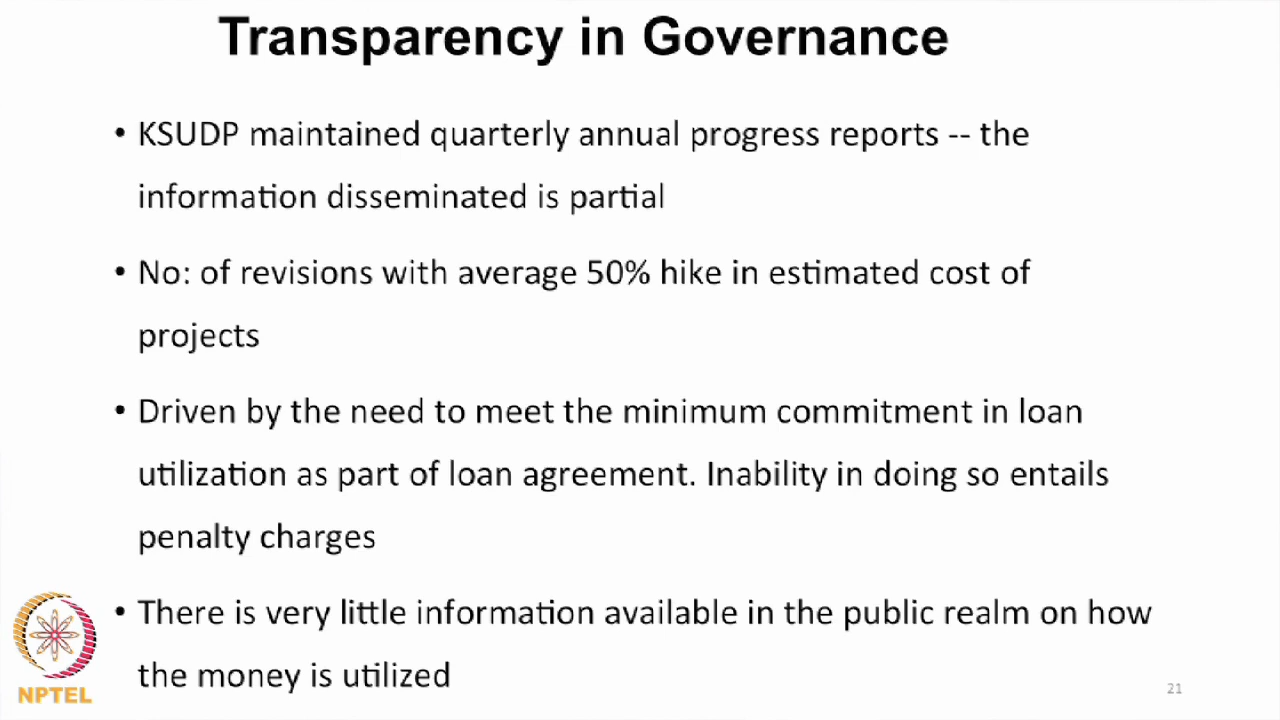 Transparency in Governance
• KSUDP maintained quarterly annual progress reports -- the
information disseminated is partial
• No: of revisions with average 50% hike in estimated cost of
projects
• Driven by the need to meet the minimum commitment in loan
utilization as part of loan agreement. Inability in doing so entails
penalty charges
• There is very little information available in the public realm on how
the money is utilized
NPTEL
21